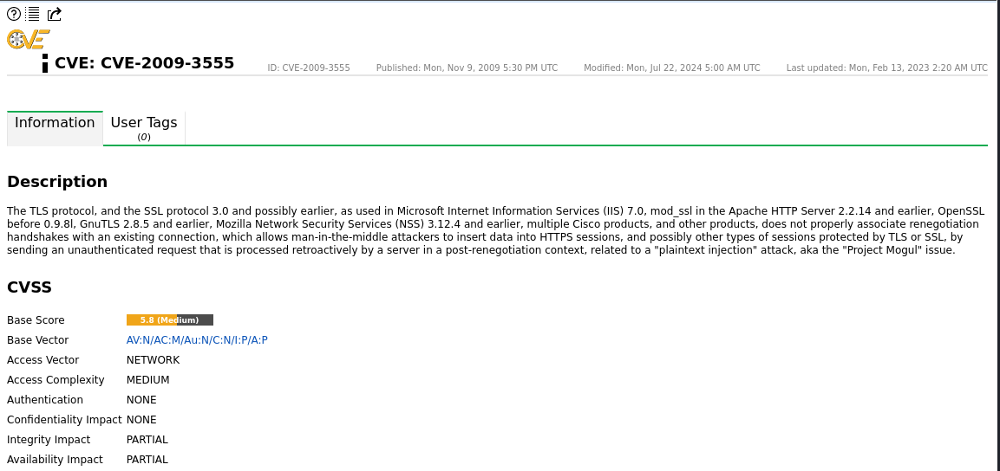 CVE
CVE: CVE-2009-3555
ID: CVE-2009-3555 Published: Mon, Nov 9, 2009 5:30 PM UTC Modified: Mon, Jul 22, 2024 5:00 AM UTC Last updated: Mon, Feb 13, 2023 2:20 AM UTC
Information
User Tags
(0)
Description
The TLS protocol, and the SSL protocol 3.0 and possibly earlier, as used in Microsoft Internet Information Services (IIS) 7.0, mod_ssl in the Apache HTTP Server 2.2.14 and earlier, OpenSSL
before 0.9.8l, GnuTLS 2.8.5 and earlier, Mozilla Network Security Services (NSS) 3.12.4 and earlier, multiple Cisco products, and other products, does not properly associate renegotiation
handshakes with an existing connection, which allows man-in-the-middle attackers to insert data into HTTPS sessions, and possibly other types of sessions protected by TLS or SSL, by
sending an unauthenticated request that is processed retroactively by a server in a post-renegotiation context, related to a "plaintext injection" attack, aka the "Project Mogul" issue.
CVSS
Base Score 5.8 (Medium)
Base Vector AV:N/AC:M/Au:N/C:N/I:P/A:P
Access Vector NETWORK
Access Complexity MEDIUM
Authentication NONE
Confidentiality Impact NONE
Integrity Impact PARTIAL
Availability Impact PARTIAL